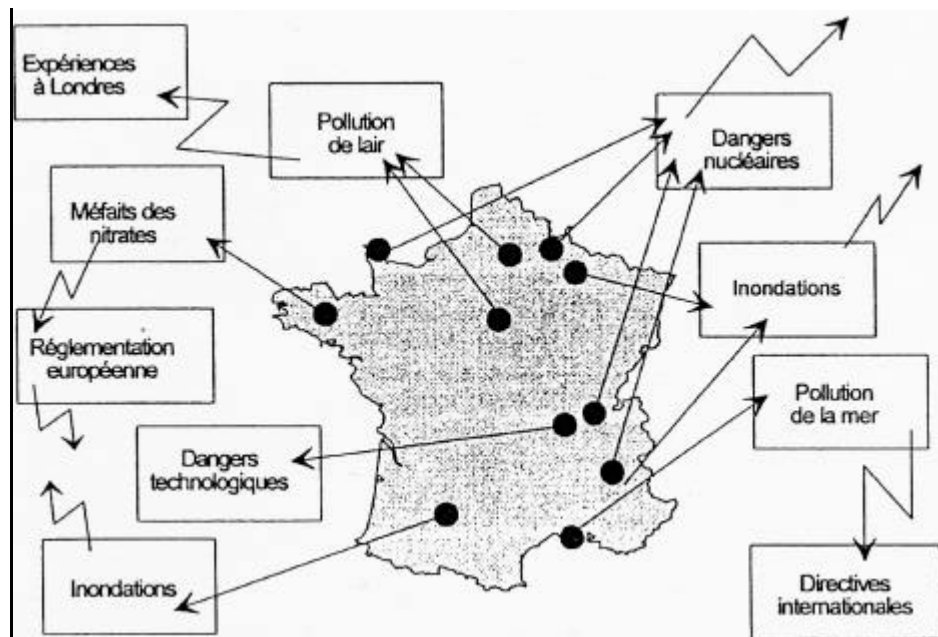 Expériences
à Londres
Pollution
de lair
Dangers
nucléaires
Méfaits des
nitrates
Inondations
Réglementation
européenne
Pollution
de la mer
Dangers
technologiques
Inondations
Directives
internationales